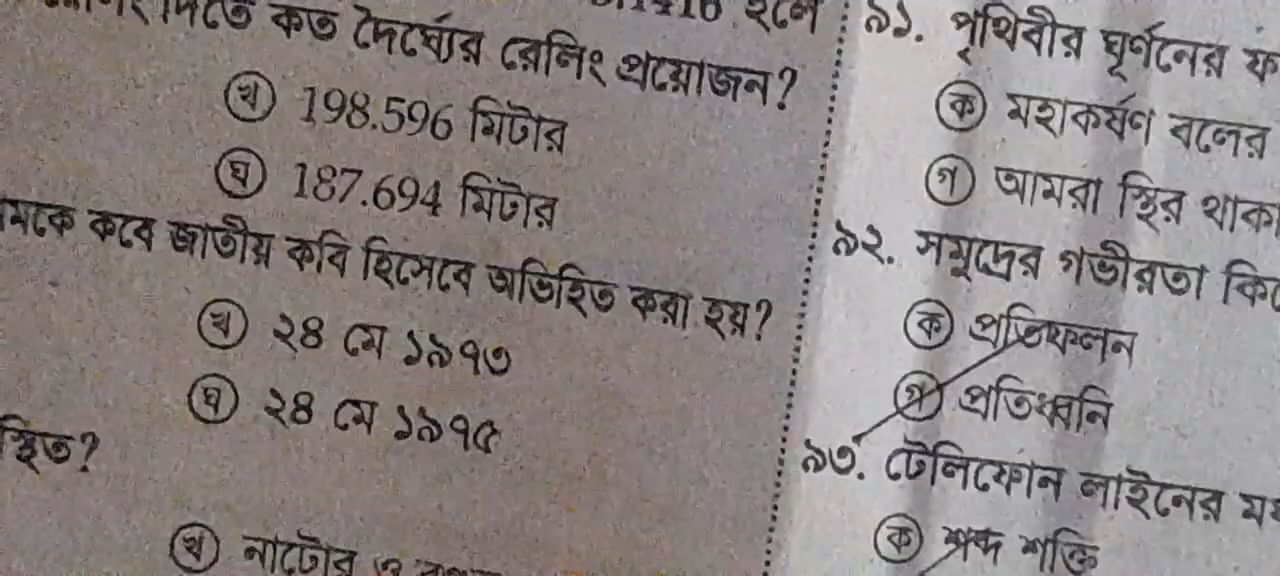 কত দৈর্ঘ্যের রেলিং প্রয়োজন?
খ 198.596 মিটার
ঘ 187.694 মিটার
কবে জাতীয় কবি হিসেবে অভিহিত করা হয়?
খ ২৪ মে ১৯৭৩
ঘ ২৪ মে ১৯৭৫
খ নাটোর ও
৯১. পৃথিবীর ঘূর্ণনের
ক মহাকর্ষণ বলের
গ আমরা স্থির
৯২. সমুদ্রের গভীরতা
ক প্রতিফলন
গ প্রতিধ্বনি
৯৩. টেলিফোন লাইনের
ক শব্দ শক্তি